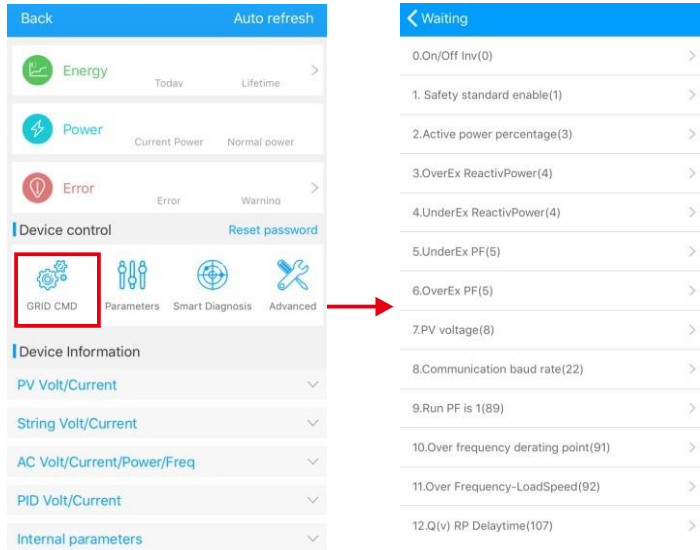 Back Auto refresh
Energy
Today Lifetime
Power
Current Power Normal power
Error
Error Warning
Device control Reset password
GRID CMD Parameters Smart Diagnosis Advanced
Device Information
PV Volt/Current
String Volt/Current
AC Volt/Current/Power/Freq
PID Volt/Current
Internal parameters
Waiting
0.On/Off Inv(0)
1. Safety standard enable(1)
2.Active power percentage(3)
3.OverEx ReactivPower(4)
4.UnderEx ReactivPower(4)
5.UnderEx PF(5)
6.OverEx PF(5)
7.PV voltage(8)
8.Communication baud rate(22)
9.Run PF is 1(89)
10.Over frequency derating point(91)
11.Over Frequency-LoadSpeed(92)
12.Q(v) RP Delaytime(107)